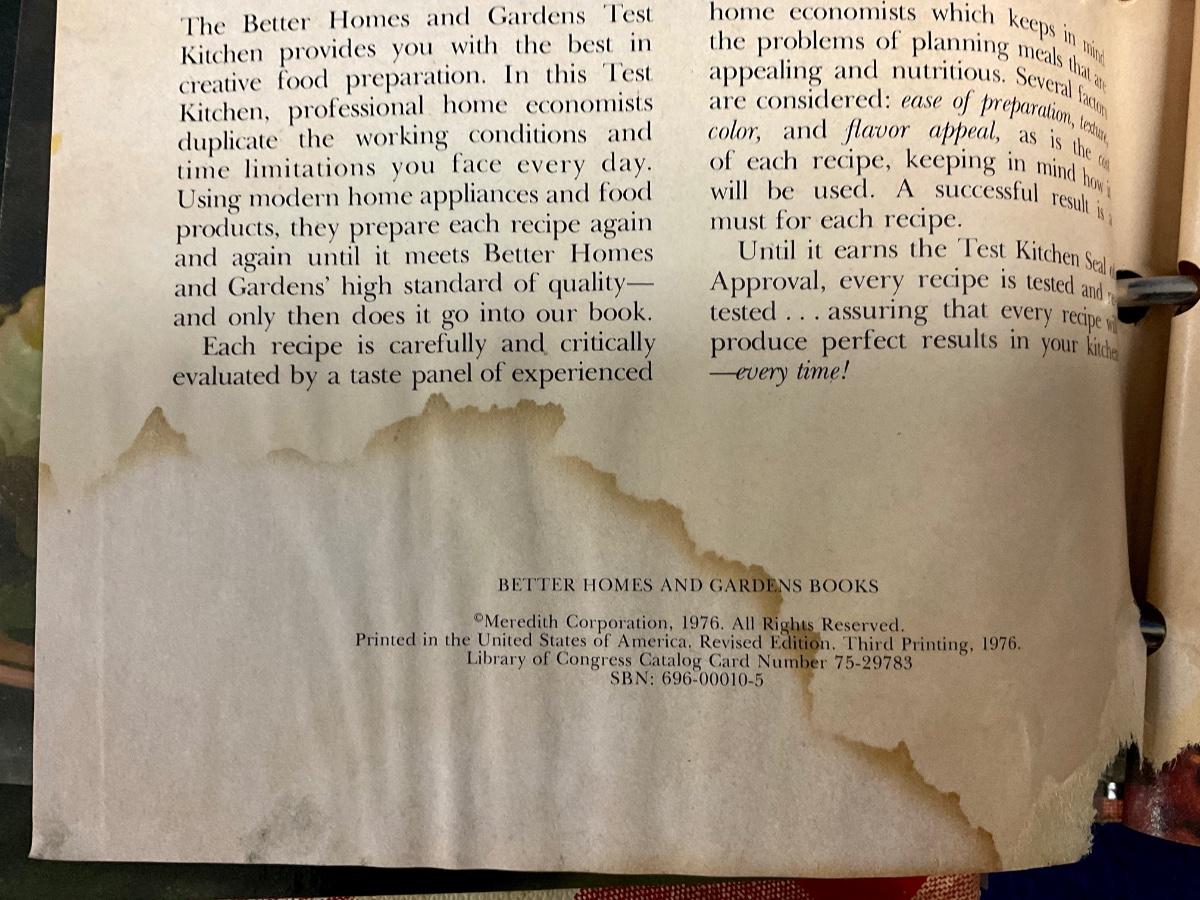 The Better Homes and Gardens Test
Kitchen provides you with the best in
creative food preparation. In this Test
Kitchen, professional home economists
duplicate the working conditions and
time limitations you face every day.
Using modern home appliances and food
products, they prepare each recipe again
and again until it meets Better Homes
and Gardens’ high standard of quality—
and only then does it go into our book.
Each recipe is carefully and critically
evaluated by a taste panel of experienced
home economists which keeps in mind
the problems of planning meals that are
appealing and nutritious. Several factors
are considered: ease of preparation, texture,
color, and flavor appeal, as is the
of each recipe, keeping in mind how
will be used. A successful result is a
must for each recipe.
Until it earns the Test Kitchen Seal
Approval, every recipe is tested and
tested . . . assuring that every recipe will
produce perfect results in your kitchen
—every time!
BETTER HOMES AND GARDENS BOOKS
©Meredith Corporation, 1976. All Rights Reserved.
Printed in the United States of America. Revised Edition. Third Printing, 1976.
Library of Congress Catalog Card Number 75-29783
SBN: 696-00010-5